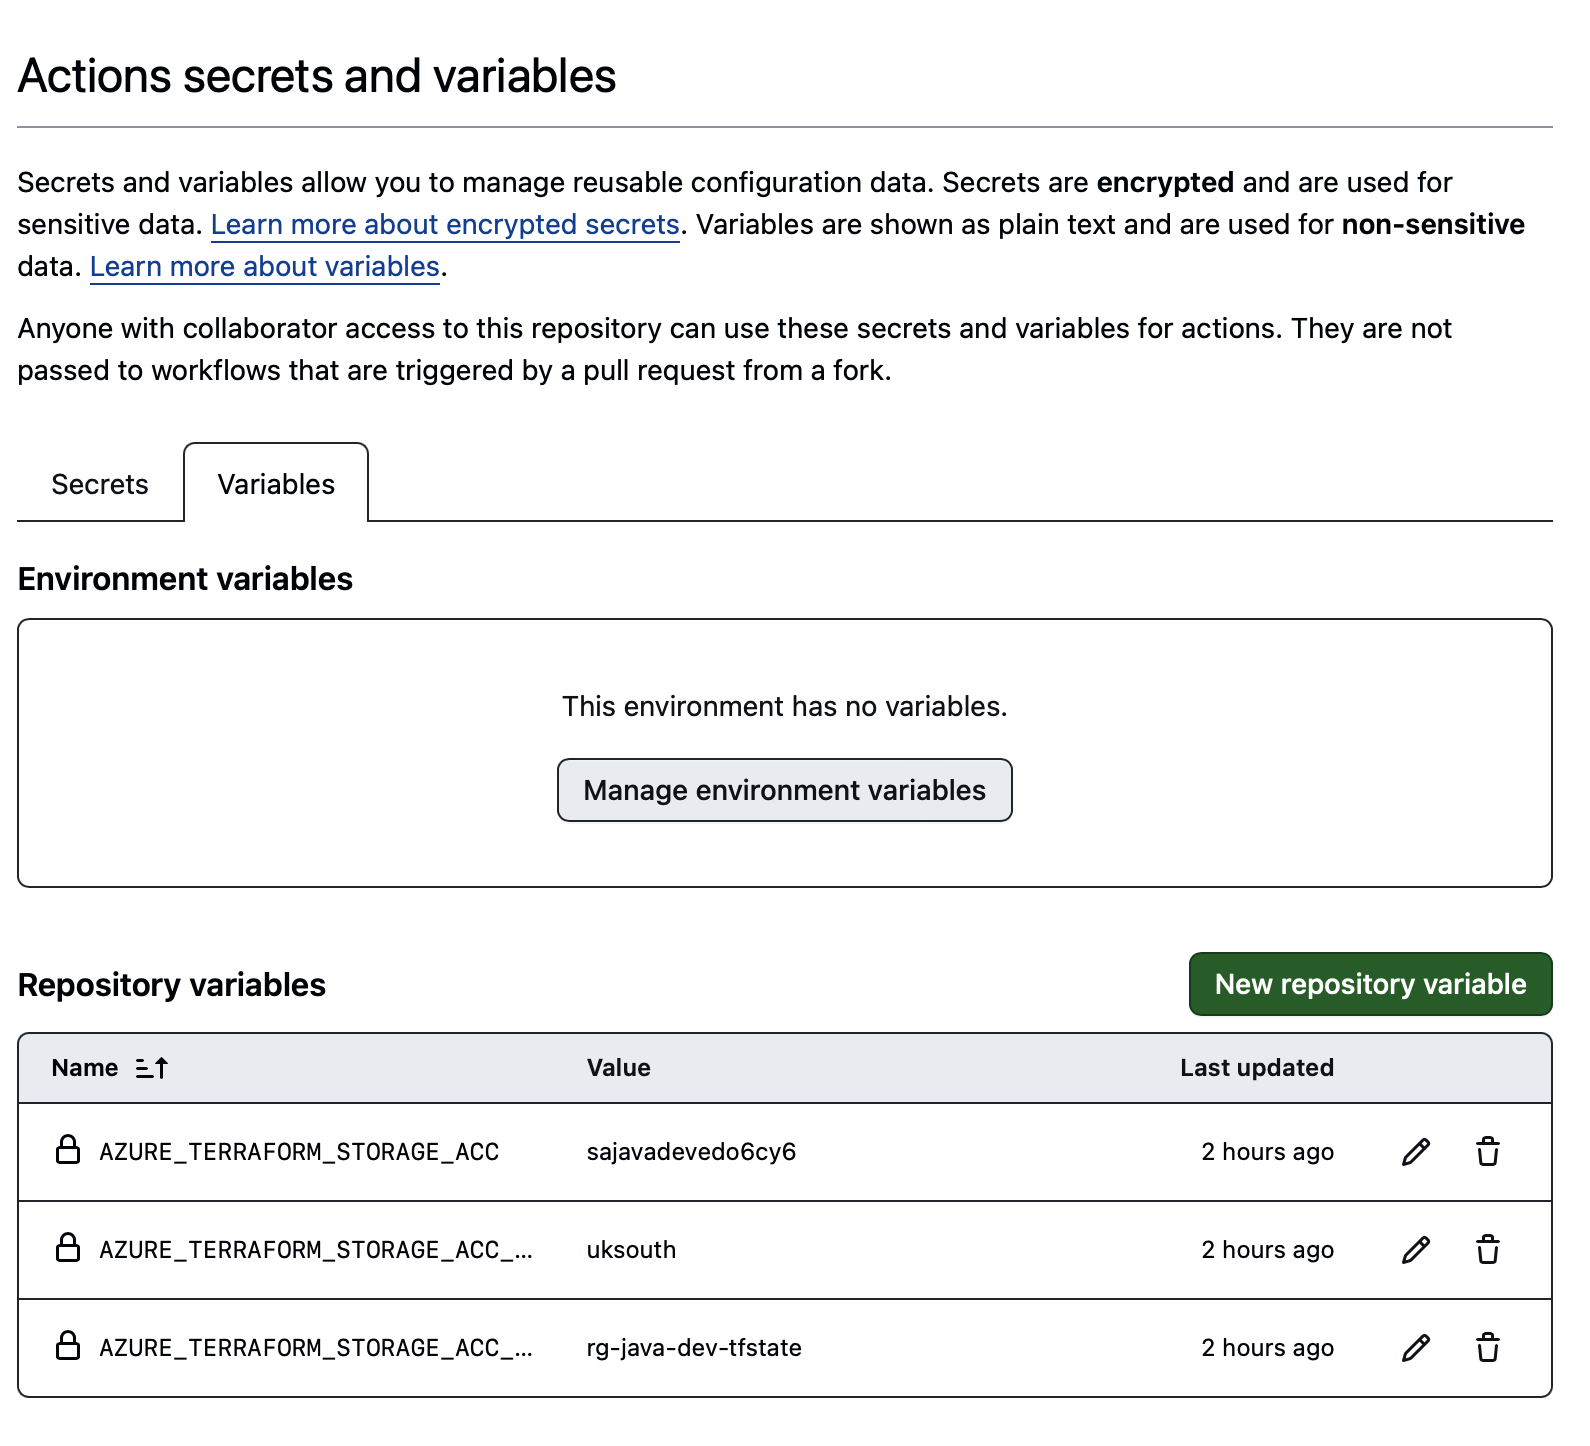 Actions secrets and variables
Secrets and variables allow you to manage reusable configuration data. Secrets are encrypted and are used for
sensitive data. Learn more about encrypted secrets. Variables are shown as plain text and are used for non-sensitive
data. Learn more about variables.
Anyone with collaborator access to this repository can use these secrets and variables for actions. They are not
passed to workflows that are triggered by a pull request from a fork.
Secrets Variables
Environment variables
This environment has no variables.
Manage environment variables
Repository variables New repository variable
Name Value Last updated
AZURE_TERRAFORM_STORAGE_ACC sajavadevedo6cy6 2 hours ago
AZURE_TERRAFORM_STORAGE_ACC_... uksouth 2 hours ago
AZURE_TERRAFORM_STORAGE_ACC_... rg-java-dev-tfstate 2 hours ago